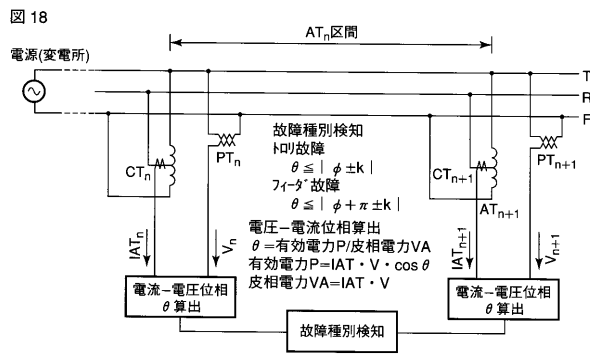 図 18
ATn区間
電源(変電所)
T
R
F
CTn
PTn
故障種別検知
トロリ故障
θ≦| φ±k|
フィーダ故障
θ≦| φ+π±k|
CTn+1
PTn+1
ATn+1
IATn
Vn
電圧−電流位相算出
θ=有効電力P/皮相電力VA
有効電力P=IAT・V・cosθ
皮相電力VA=IAT・V
IATn+1
Vn+1
電流−電圧位相
θ算出
電流−電圧位相
θ算出
故障種別検知